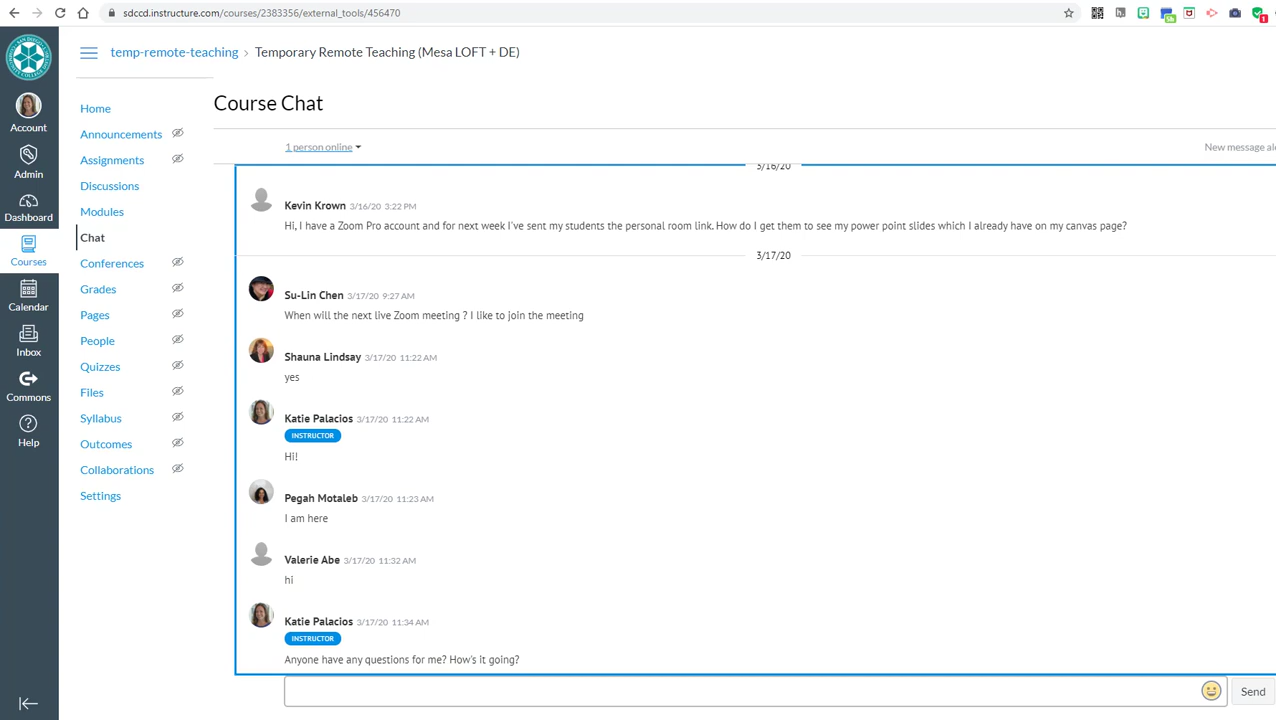 sdccd.instructure.com/courses/2383356/external_tools/456470
temp-remote-teaching > Temporary Remote Teaching (Mesa LOFT + DE)
Account
Admin
Dashboard
Courses
Calendar
Inbox
Commons
Help
Home
Announcements
Assignments
Discussions
Modules
Chat
Conferences
Grades
Pages
People
Quizzes
Files
Syllabus
Outcomes
Collaborations
Settings
Course Chat
1 person online
New message ale
3/16/20
Kevin Krown 3/16/20 3:22 PM
Hi, I have a Zoom Pro account and for next week I've sent my students the personal room link. How do I get them to see my power point slides which I already have on my canvas page?
3/17/20
Su-Lin Chen 3/17/20 9:27 AM
When will the next live Zoom meeting ? I like to join the meeting
Shauna Lindsay 3/17/20 11:22 AM
yes
Katie Palacios 3/17/20 11:22 AM
INSTRUCTOR
Hi!
Pegah Motaleb 3/17/20 11:23 AM
I am here
Valerie Abe 3/17/20 11:32 AM
hi
Katie Palacios 3/17/20 11:34 AM
INSTRUCTOR
Anyone have any questions for me? How's it going?
Send